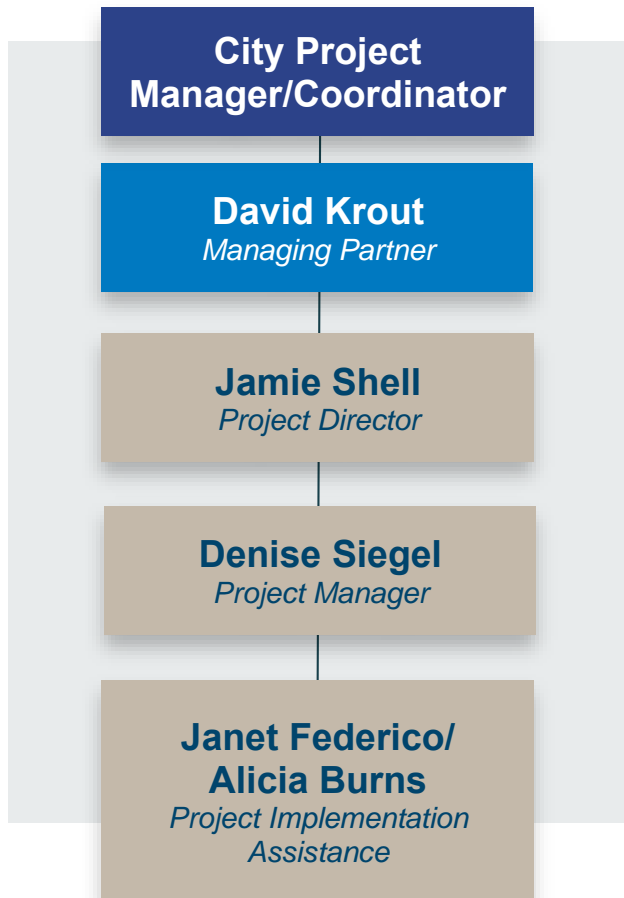 City Project
Manager/Coordinator
David Krout
Managing Partner
Jamie Shell
Project Director
Denise Siegel
Project Manager
Janet Federico/
Alicia Burns
Project Implementation
Assistance